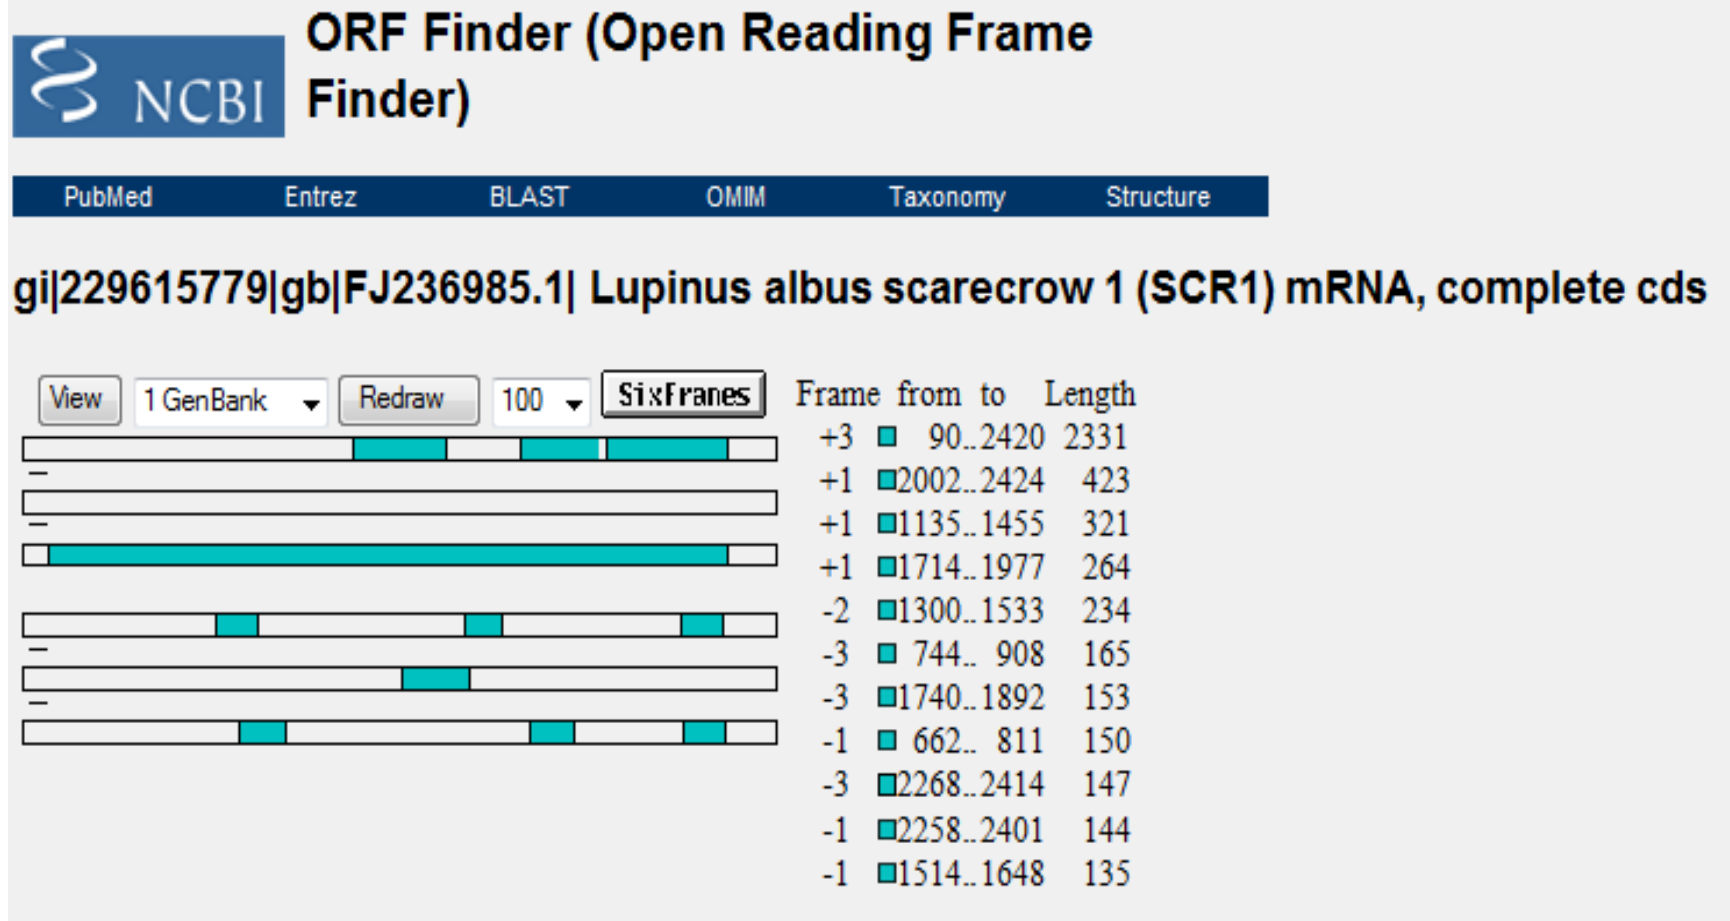 NCBI
ORF Finder (Open Reading Frame
Finder)
PubMed Entrez BLAST OMIM Taxonomy Structure
gi|229615779|gb|FJ236985.1| Lupinus albus scarecrow 1 (SCR1) mRNA, complete cds
View 1 GenBank Redraw 100 SixFrames
Frame from to Length
+3 90..2420 2331
+1 2002..2424 423
+1 1135..1455 321
+1 1714..1977 264
-2 1300..1533 234
-3 744.. 908 165
-3 1740..1892 153
-1 662.. 811 150
-3 2268..2414 147
-1 2258..2401 144
-1 1514..1648 135